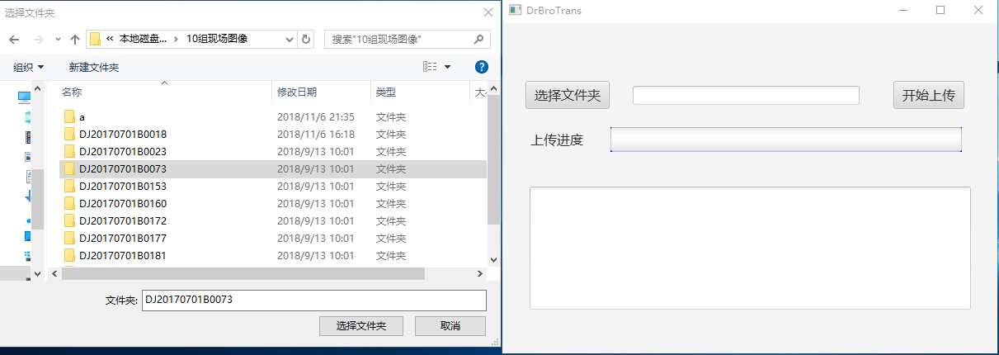 选择文件夹
« 本地磁盘... › 10组现场图像
搜索"10组现场图像"
组织 新建文件夹
名称 修改日期 类型 大
a 2018/11/6 21:35 文件夹
DJ20170701B0018 2018/11/6 16:18 文件夹
DJ20170701B0023 2018/9/13 10:01 文件夹
DJ20170701B0073 2018/9/13 10:01 文件夹
DJ20170701B0153 2018/9/13 10:01 文件夹
DJ20170701B0160 2018/9/13 10:01 文件夹
DJ20170701B0172 2018/9/13 10:01 文件夹
DJ20170701B0177 2018/9/13 10:01 文件夹
DJ20170701B0181 2018/9/13 10:01 文件夹
文件夹: DJ20170701B0073
选择文件夹 取消
DrBroTrans
选择文件夹 开始上传
上传进度